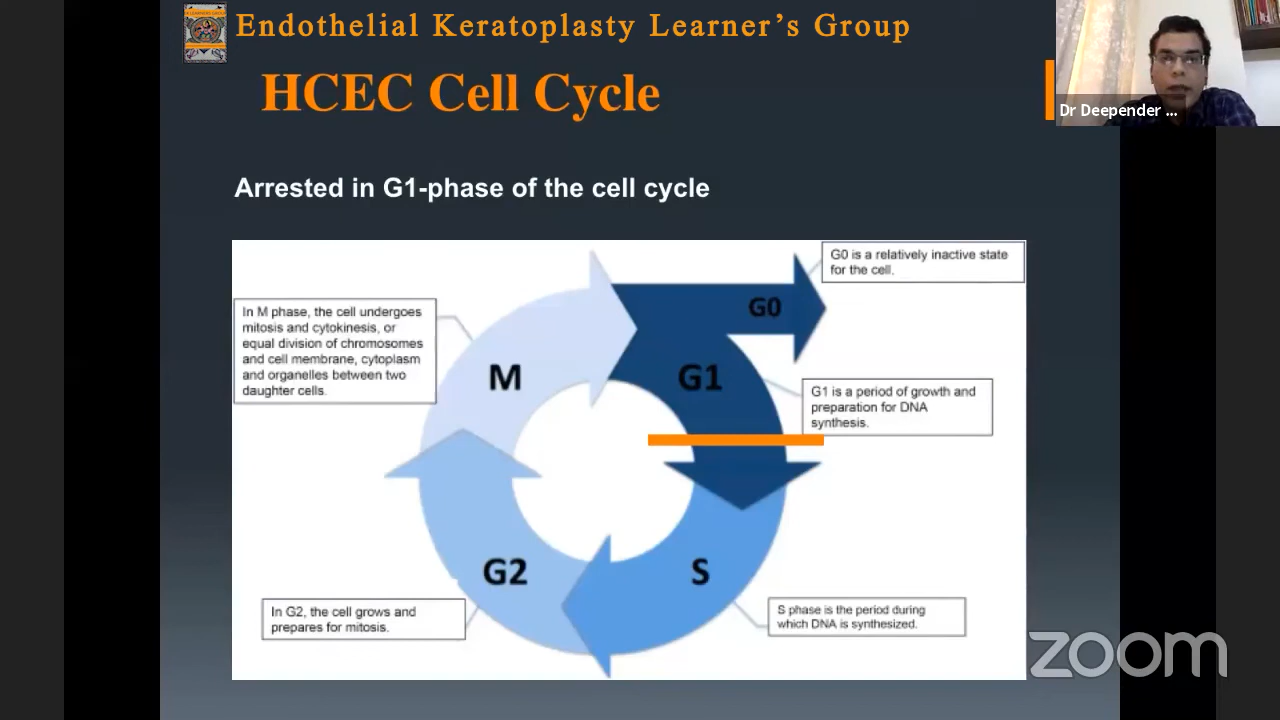 Endothelial Keratoplasty Learner's Group
HCEC Cell Cycle
Dr Deepender ...
Arrested in G1-phase of the cell cycle
G0 is a relatively inactive state
for the cell.
G0
In M phase, the cell undergoes
mitosis and cytokinesis, or
equal division of chromosomes
and cell membrane, cytoplasm
and organelles between two
daughter cells.
M
G1
G1 is a period of growth and
preparation for DNA
synthesis.
G2
S
In G2, the cell grows and
prepares for mitosis.
S phase is the period during
which DNA is synthesized.
zoom